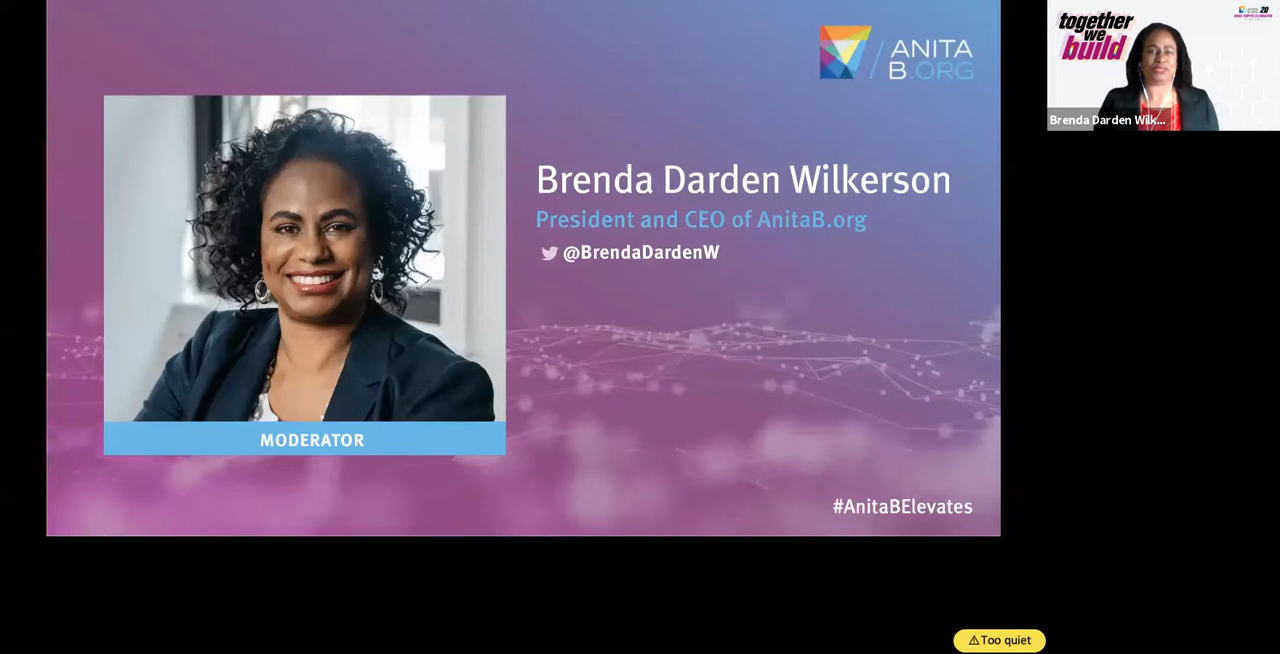 ANITA
B.ORG
Brenda Darden Wilkerson
President and CEO of AnitaB.org
@BrendaDardenW
MODERATOR
#AnitaBElevates
together
we
build
20
Brenda Darden Wilk...
Too quiet